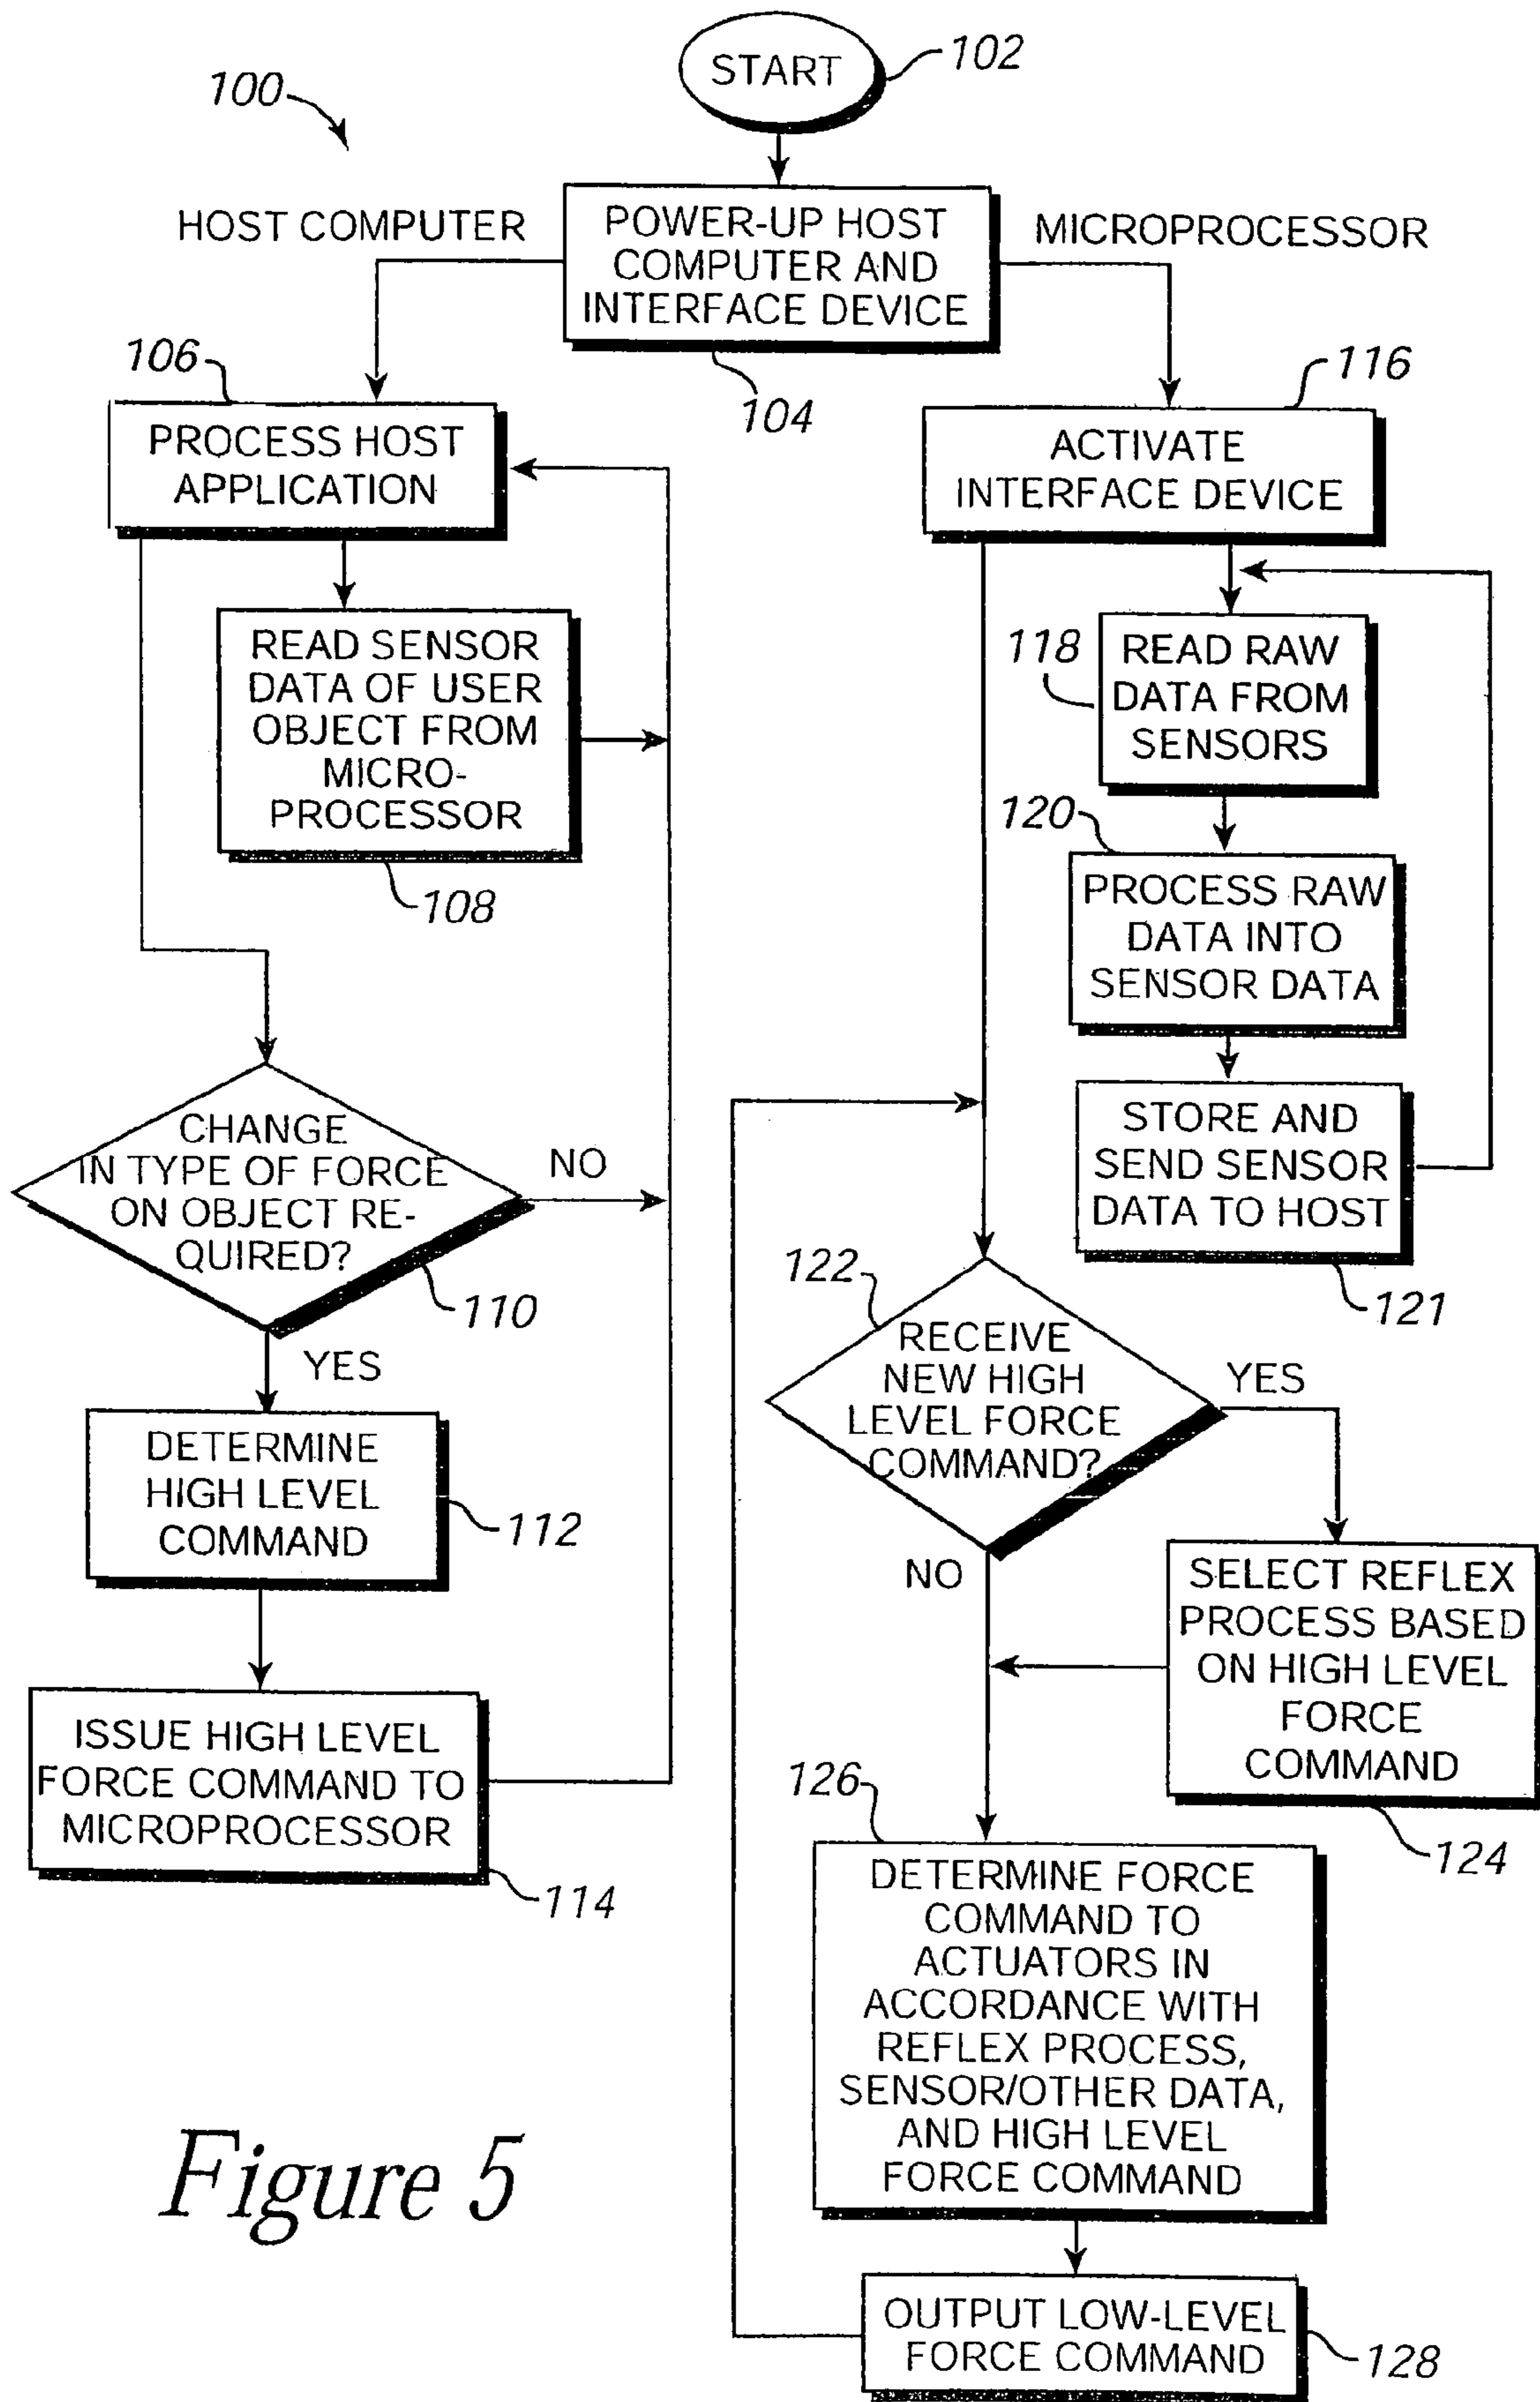 START
102
100
HOST COMPUTER
POWER-UP HOST
COMPUTER AND
INTERFACE DEVICE
MICROPROCESSOR
104
106
PROCESS HOST
APPLICATION
116
ACTIVATE
INTERFACE DEVICE
READ SENSOR
DATA OF USER
OBJECT FROM
MICRO-
PROCESSOR
108
118
READ RAW
DATA FROM
SENSORS
120
PROCESS RAW
DATA INTO
SENSOR DATA
STORE AND
SEND SENSOR
DATA TO HOST
121
CHANGE
IN TYPE OF FORCE
ON OBJECT RE-
QUIRED?
NO
110
YES
DETERMINE
HIGH LEVEL
COMMAND
112
ISSUE HIGH LEVEL
FORCE COMMAND TO
MICROPROCESSOR
114
122
RECEIVE
NEW HIGH
LEVEL FORCE
COMMAND?
YES
NO
SELECT REFLEX
PROCESS BASED
ON HIGH LEVEL
FORCE
COMMAND
124
126
DETERMINE FORCE
COMMAND TO
ACTUATORS IN
ACCORDANCE WITH
REFLEX PROCESS,
SENSOR/OTHER DATA,
AND HIGH LEVEL
FORCE COMMAND
OUTPUT LOW-LEVEL
FORCE COMMAND
128
Figure 5